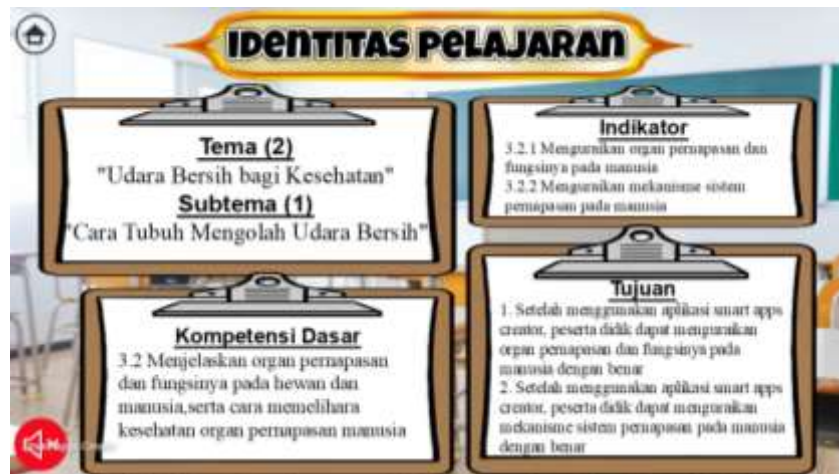 IDENTITAS PELAJARAN
Tema (2)
"Udara Bersih bagi Kesehatan"
Subtema (1)
"Cara Tubuh Mengolah Udara Bersih"
Indikator
3.2.1 Menguraikan organ pernapasan dan
fungsinya pada manusia
3.2.2 Menguraikan mekanisme sistem
pernapasan pada manusia
Kompetensi Dasar
3.2 Menjelaskan organ pernapasan
dan fungsinya pada hewan dan
manusia,serta cara memelihara
kesehatan organ pernapasan manusia
Tujuan
1. Setelah menggunakan aplikasi smart apps
creator, peserta didik dapat menguraikan
organ pernapasan dan fungsinya pada
manusia dengan benar
2. Setelah menggunakan aplikasi smart apps
creator, peserta didik dapat menguraikan
mekanisme sistem pernapasan pada manusia
dengan benar